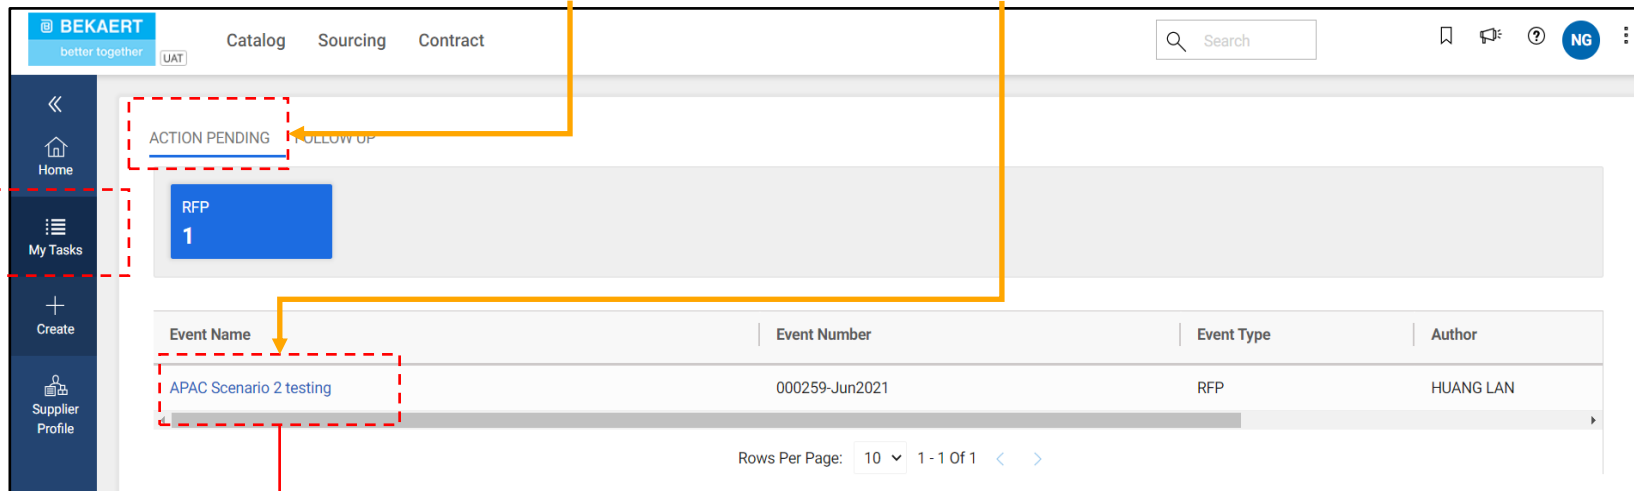 BEKAERT
better together
UAT
Catalog Sourcing Contract
Search
NG
Home
My Tasks
Create
Supplier
Profile
ACTION PENDING FOLLOW UP
RFP
1
Event Name Event Number Event Type Author
APAC Scenario 2 testing 000259-Jun2021 RFP HUANG LAN
Rows Per Page: 10 1 - 1 Of 1